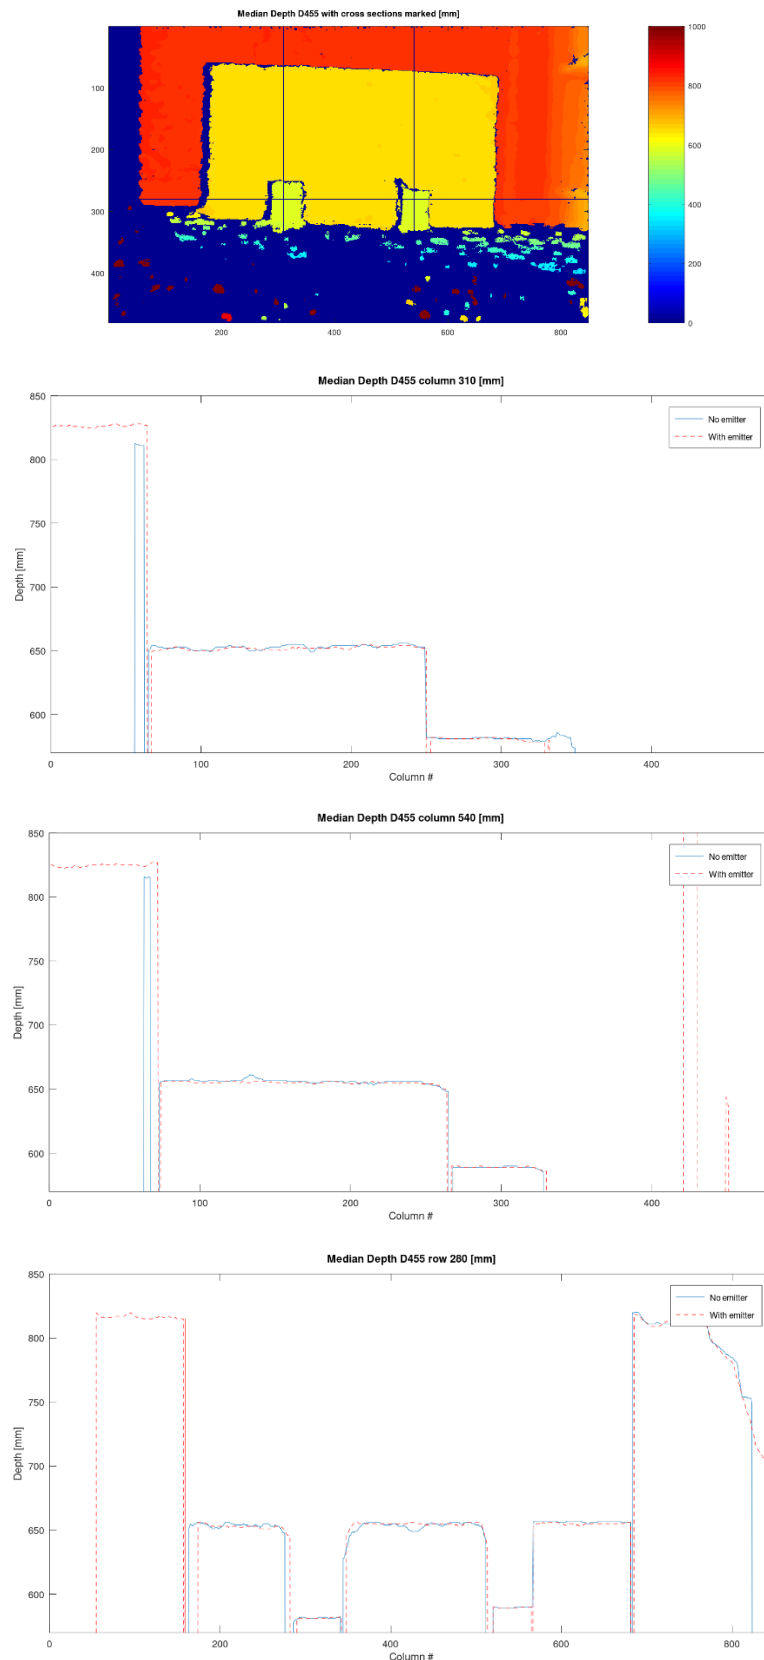 Median Depth D455 with cross sections marked [mm]
100
200
300
400
200
400
600
800
1000
800
600
400
200
0
Median Depth D455 column 310 [mm]
850
800
750
700
650
600
Depth [mm]
No emitter
With emitter
0
100
200
300
400
Column #
Median Depth D455 column 540 [mm]
850
800
750
700
650
600
Depth [mm]
No emitter
With emitter
0
100
200
300
400
Column #
Median Depth D455 row 280 [mm]
850
800
750
700
650
600
Depth [mm]
No emitter
With emitter
0
200
400
600
800
Column #